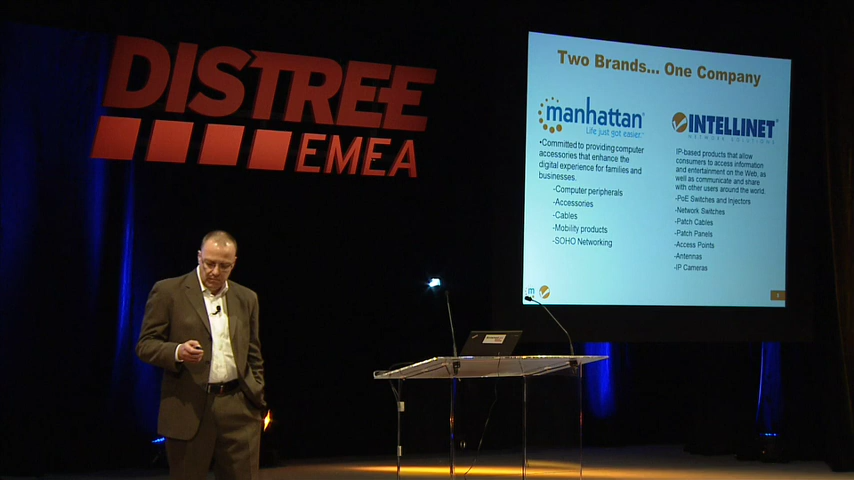 DISTREE
EMEA
Two Brands... One Company
manhattan®
Life just got easier.™
•Committed to providing computer
accessories that enhance the
digital experience for families and
businesses.
-Computer peripherals
-Accessories
-Cables
-Mobility products
-SOHO Networking
INTELLINET®
NETWORK SOLUTIONS
IP-based products that allow
consumers to access information
and entertainment on the Web, as
well as communicate and share
with other users around the world.
-PoE Switches and Injectors
-Network Switches
-Patch Cables
-Patch Panels
-Access Points
-Antennas
-IP Cameras